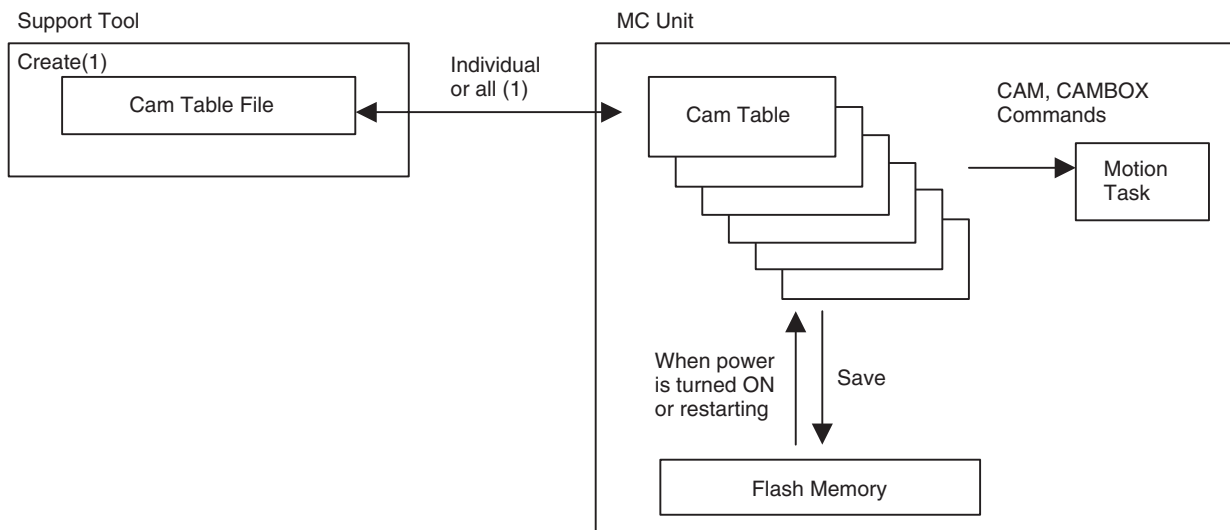 Support Tool
MC Unit
Create(1)
Cam Table File
Individual
or all (1)
Cam Table
CAM, CAMBOX
Commands
Motion
Task
When power
is turned ON
or restarting
Save
Flash Memory